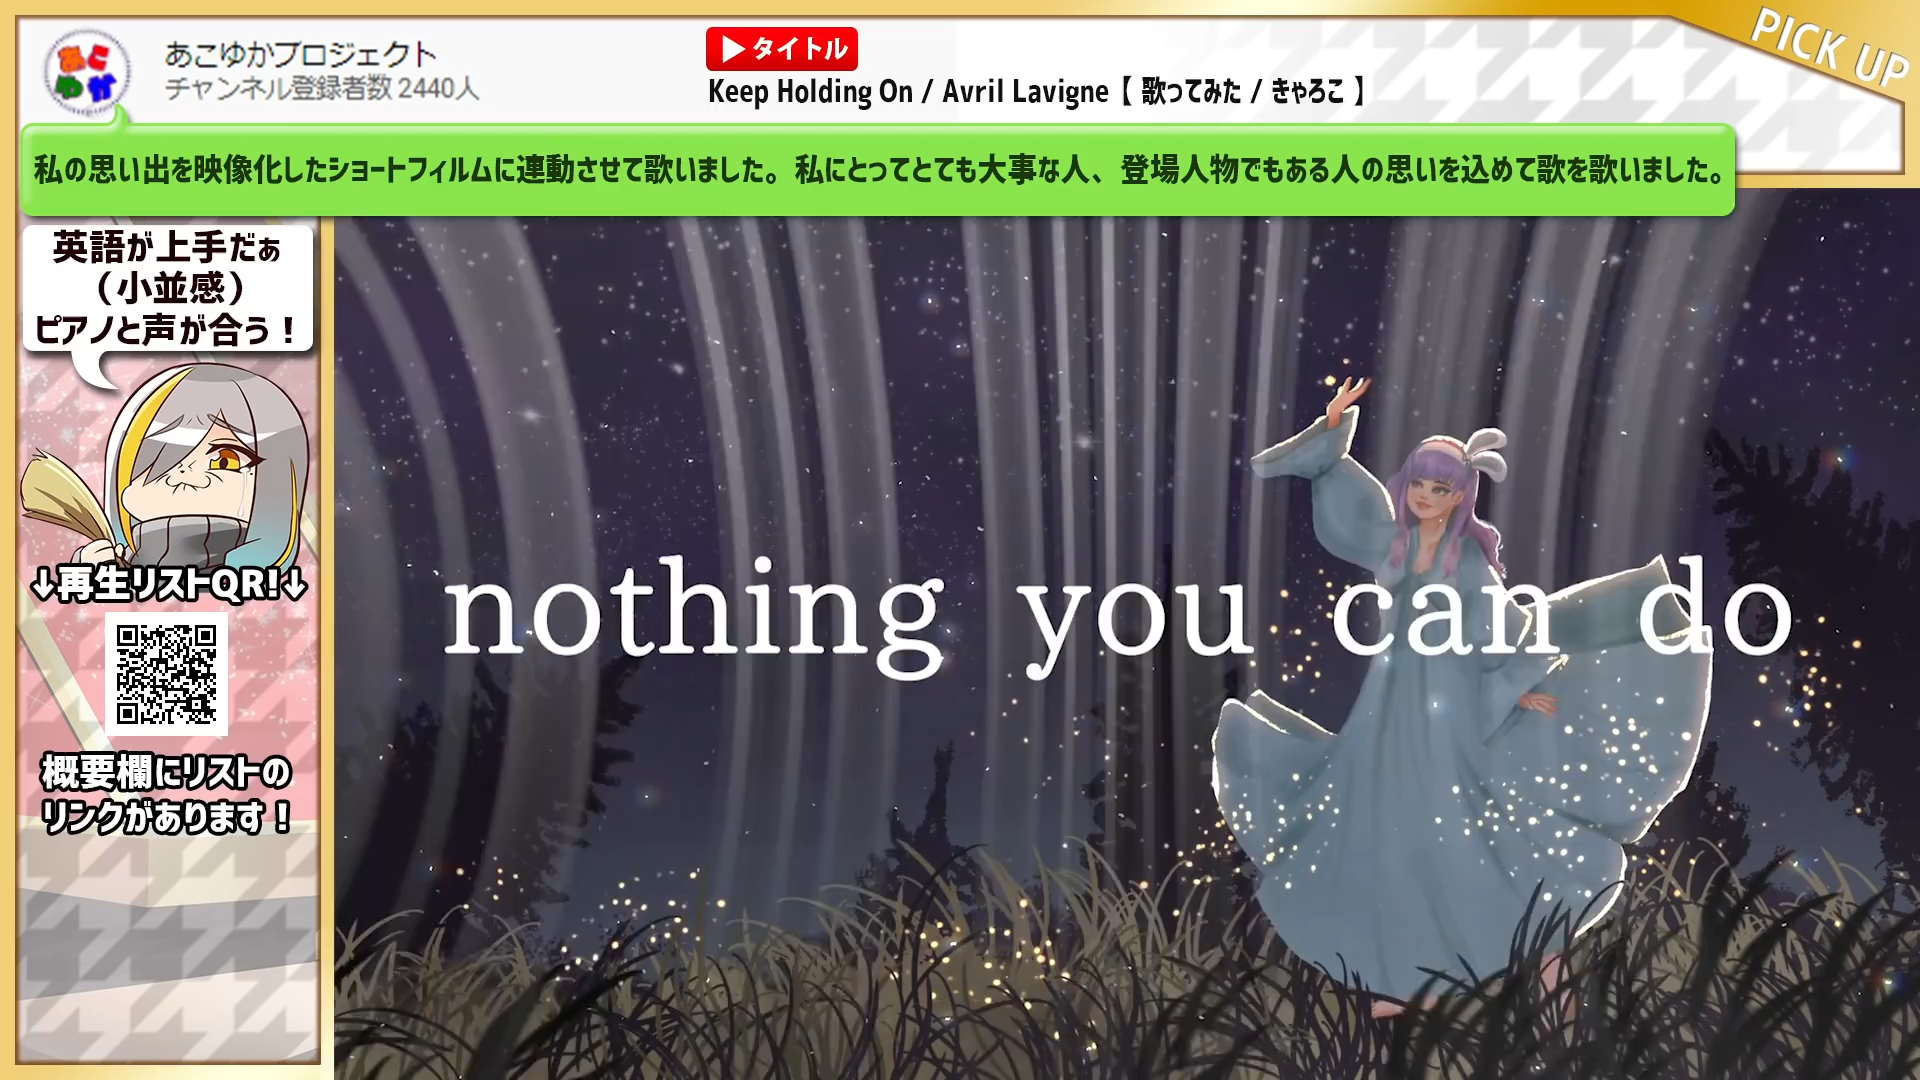 あこ
ゆか
あこゆかプロジェクト
チャンネル登録者数 2440人
▶タイトル
Keep Holding On / Avril Lavigne【 歌ってみた / きゃろこ 】
PICK UP
私の思い出を映像化したショートフィルムに連動させて歌いました。私にとってとても大事な人、登場人物でもある人の思いを込めて歌を歌いました。
英語が上手だぁ
（小並感）
ピアノと声が合う！
↓再生リストQR!↓
概要欄にリストの
リンクがあります！
nothing you can do